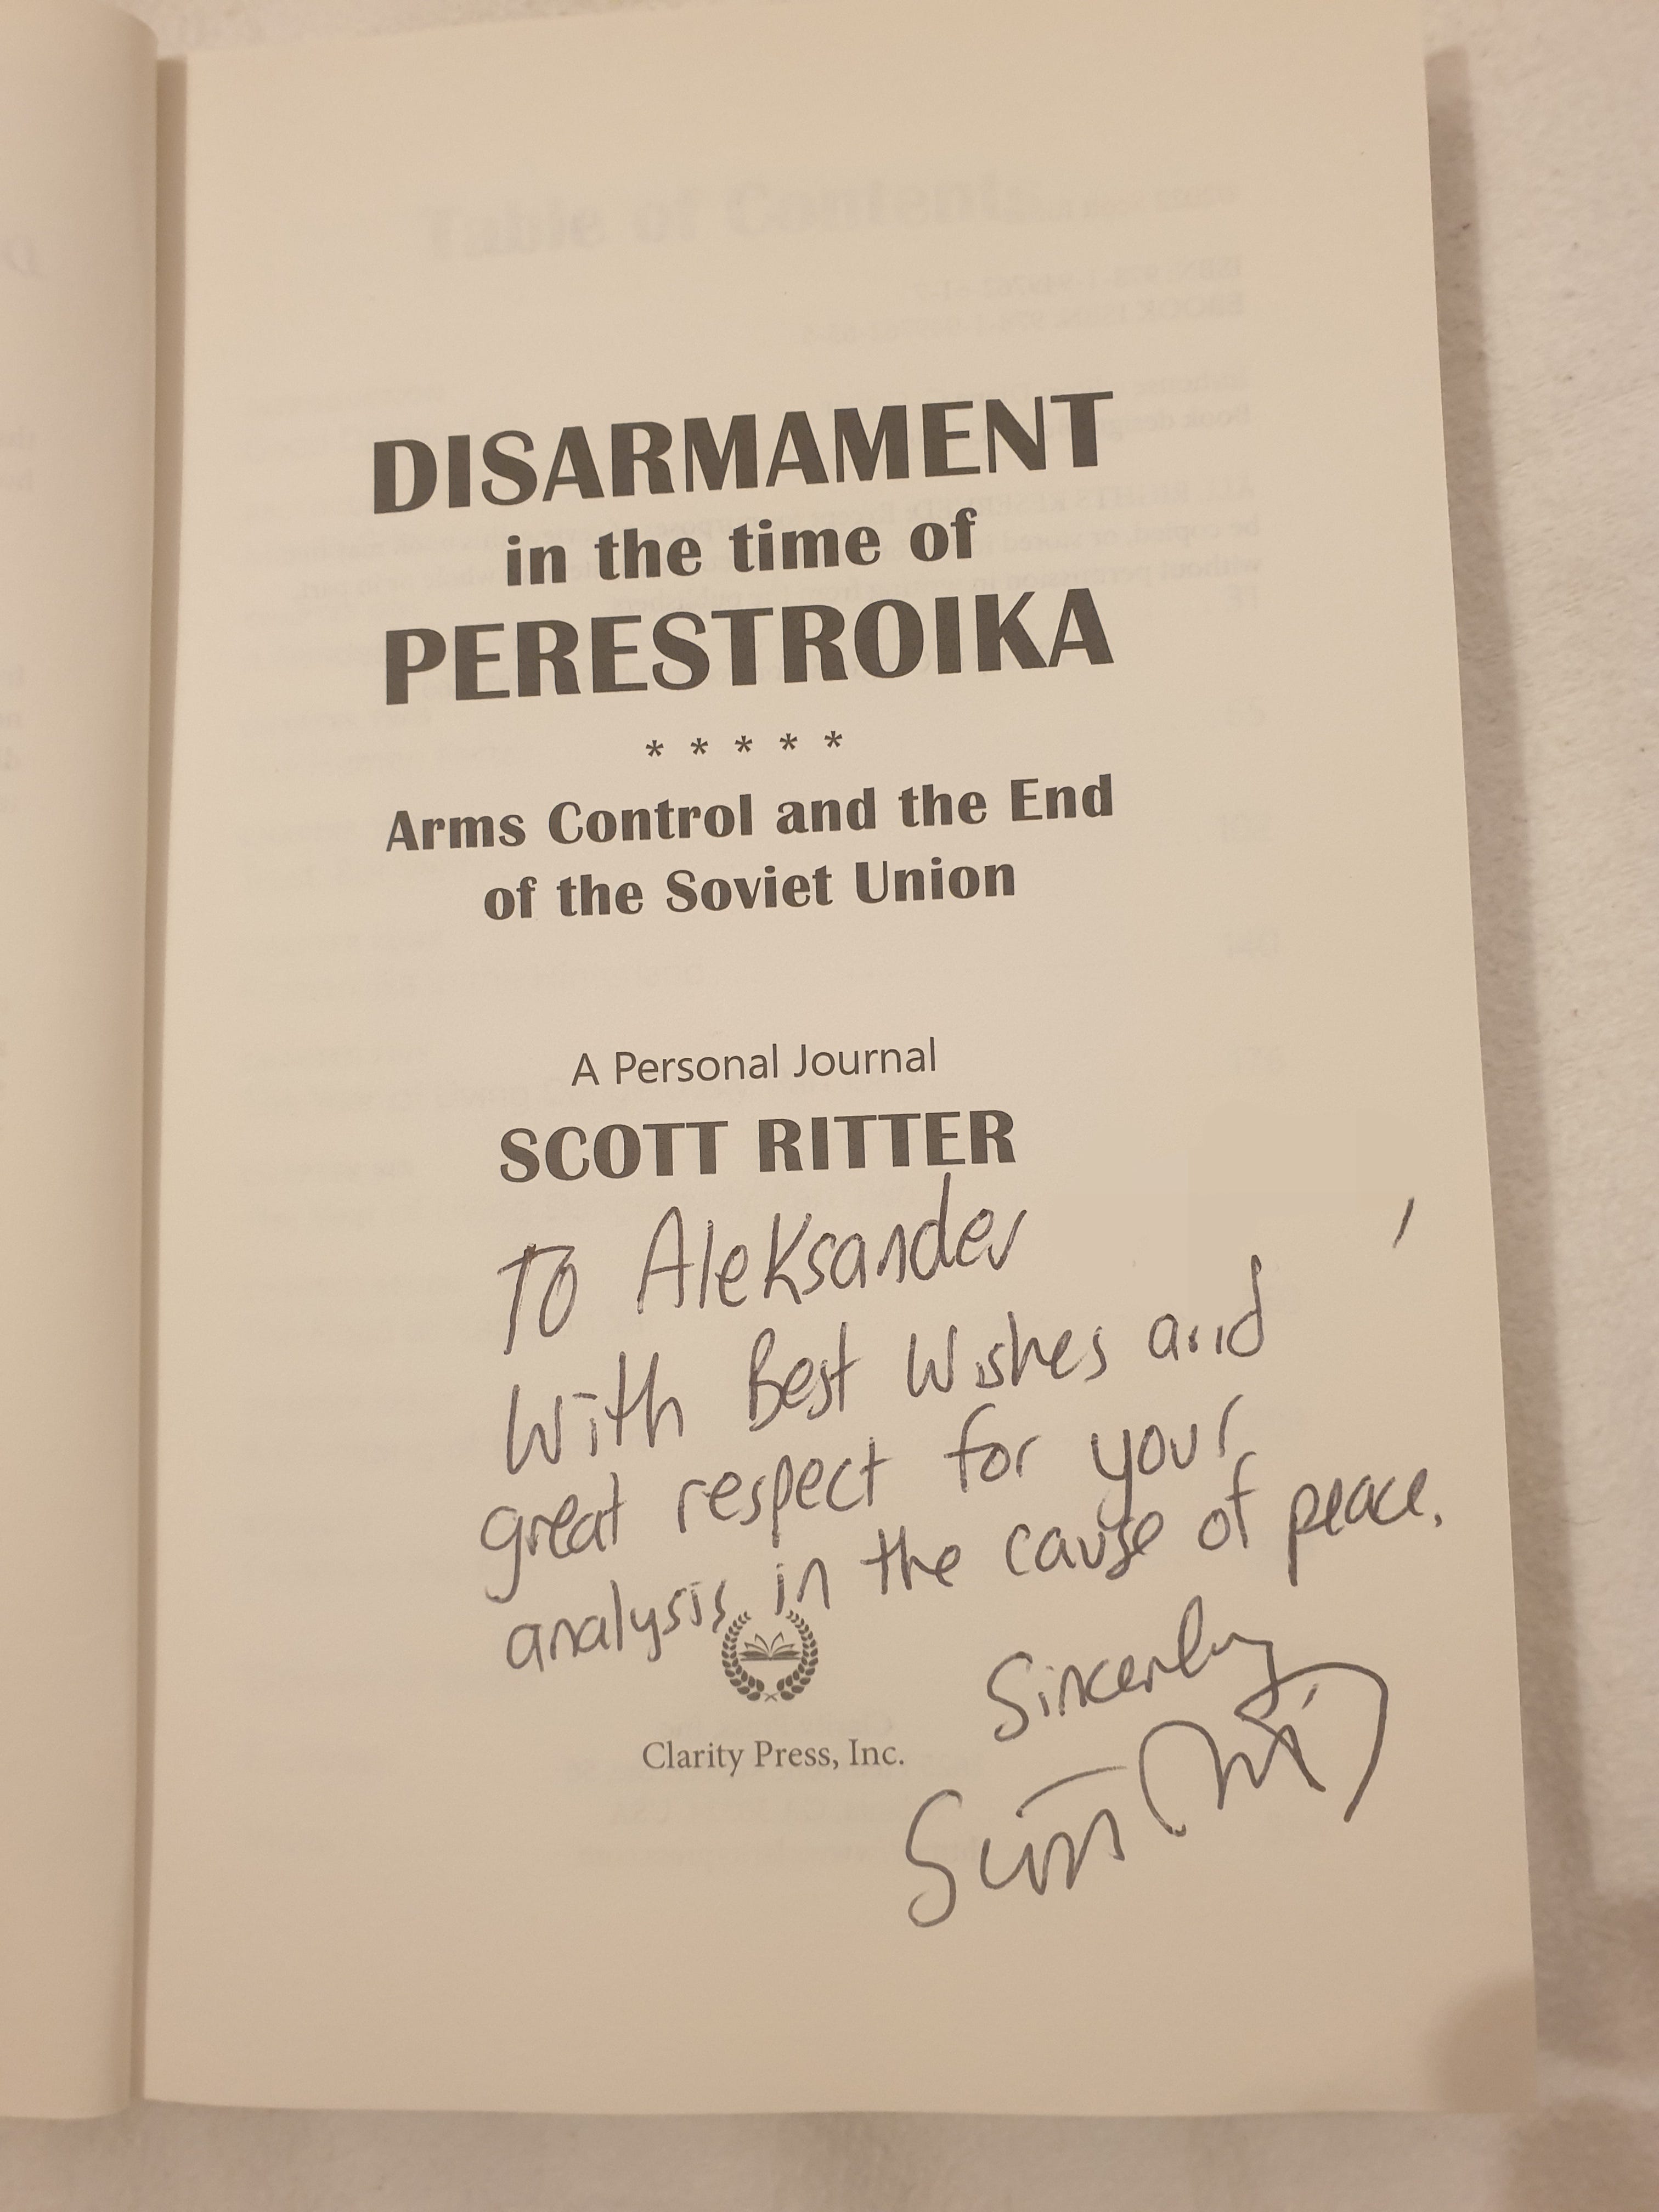 DISARMAMENT
in the time of
PERESTROIKA
* * * * *
Arms Control and the End
of the Soviet Union
A Personal Journal
SCOTT RITTER
To Aleksander
With Best Wishes and
great respect for your
analysis in the cause of peace.
Sincerely,
Scott Ritter
Clarity Press, Inc.